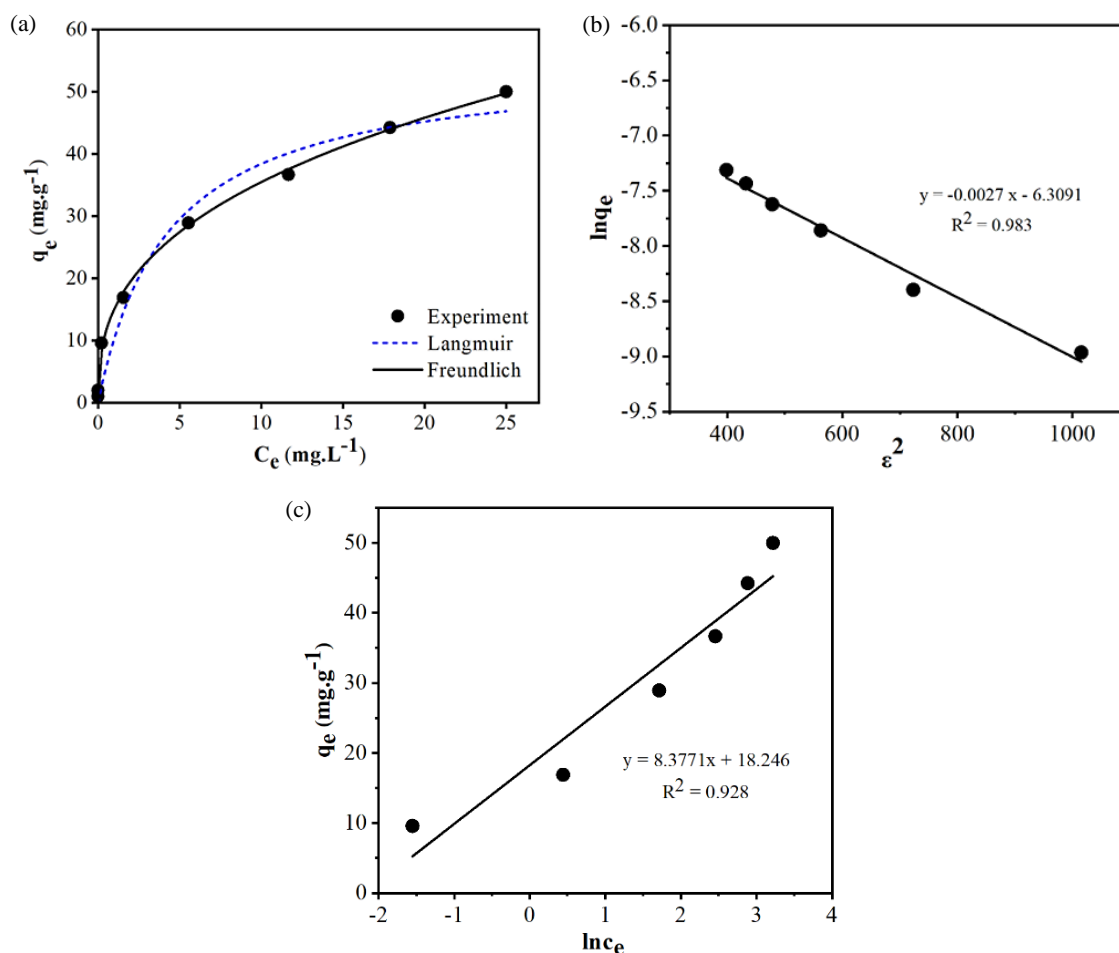 (a)
60
50
40
30
20
10
0
qe (mg.g-1)
0
5
10
15
20
25
Ce (mg.L-1)
Experiment
Langmuir
Freundlich
(b)
-6.0
-6.5
-7.0
-7.5
-8.0
-8.5
-9.0
-9.5
lnqe
y = -0.0027 x - 6.3091
R2 = 0.983
400
600
800
1000
ε2
(c)
50
40
30
20
10
0
qe (mg.g-1)
y = 8.3771x + 18.246
R2 = 0.928
-2
-1
0
1
2
3
4
lnce